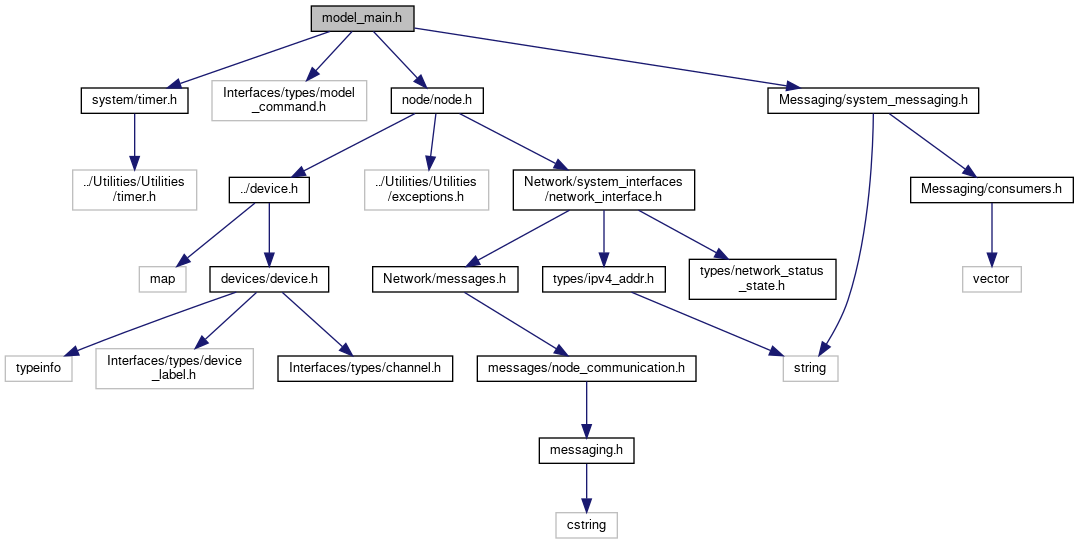 model_main.h
system/timer.h
Interfaces/types/model
_command.h
node/node.h
Messaging/system_messaging.h
../Utilities/Utilities
/timer.h
../device.h
../Utilities/Utilities
/exceptions.h
Network/system_interfaces
/network_interface.h
Messaging/consumers.h
map
devices/device.h
Network/messages.h
types/ipv4_addr.h
types/network_status
_state.h
vector
typeinfo
Interfaces/types/device
_label.h
Interfaces/types/channel.h
messages/node_communication.h
string
messaging.h
cstring